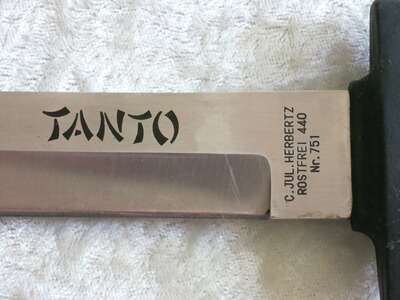 TANTO
C.JUL.HERBERTZ
ROSTFREI 440
Nr.751